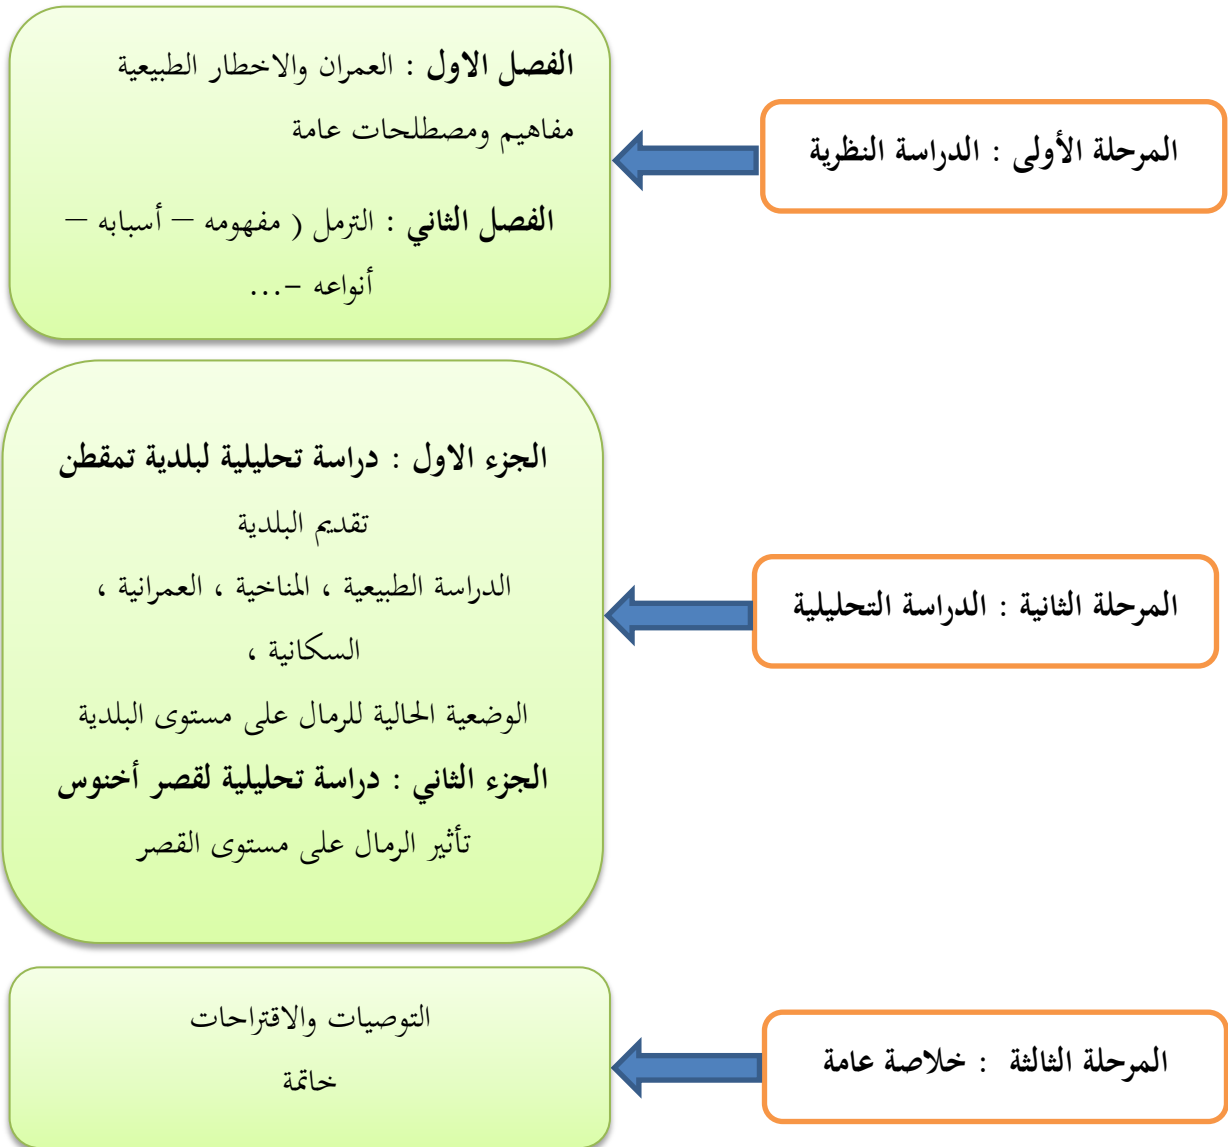 المرحلة الأولى : الدراسة النظرية
الفصل الاول : العمران والاخطار الطبيعية
مفاهيم ومصطلحات عامة
الفصل الثاني : الترمل ( مفهومه – أسبابه –
أنواعه -...
المرحلة الثانية : الدراسة التحليلية
الجزء الاول : دراسة تحليلية لبلدية تمقطن
تقديم البلدية
الدراسة الطبيعية ، المناخية ، العمرانية ،
السكانية ،
الوضعية الحالية للرمال على مستوى البلدية
الجزء الثاني : دراسة تحليلية لقصر أخنوس
تأثير الرمال على مستوى القصر
المرحلة الثالثة : خلاصة عامة
التوصيات والاقتراحات
خاتمة